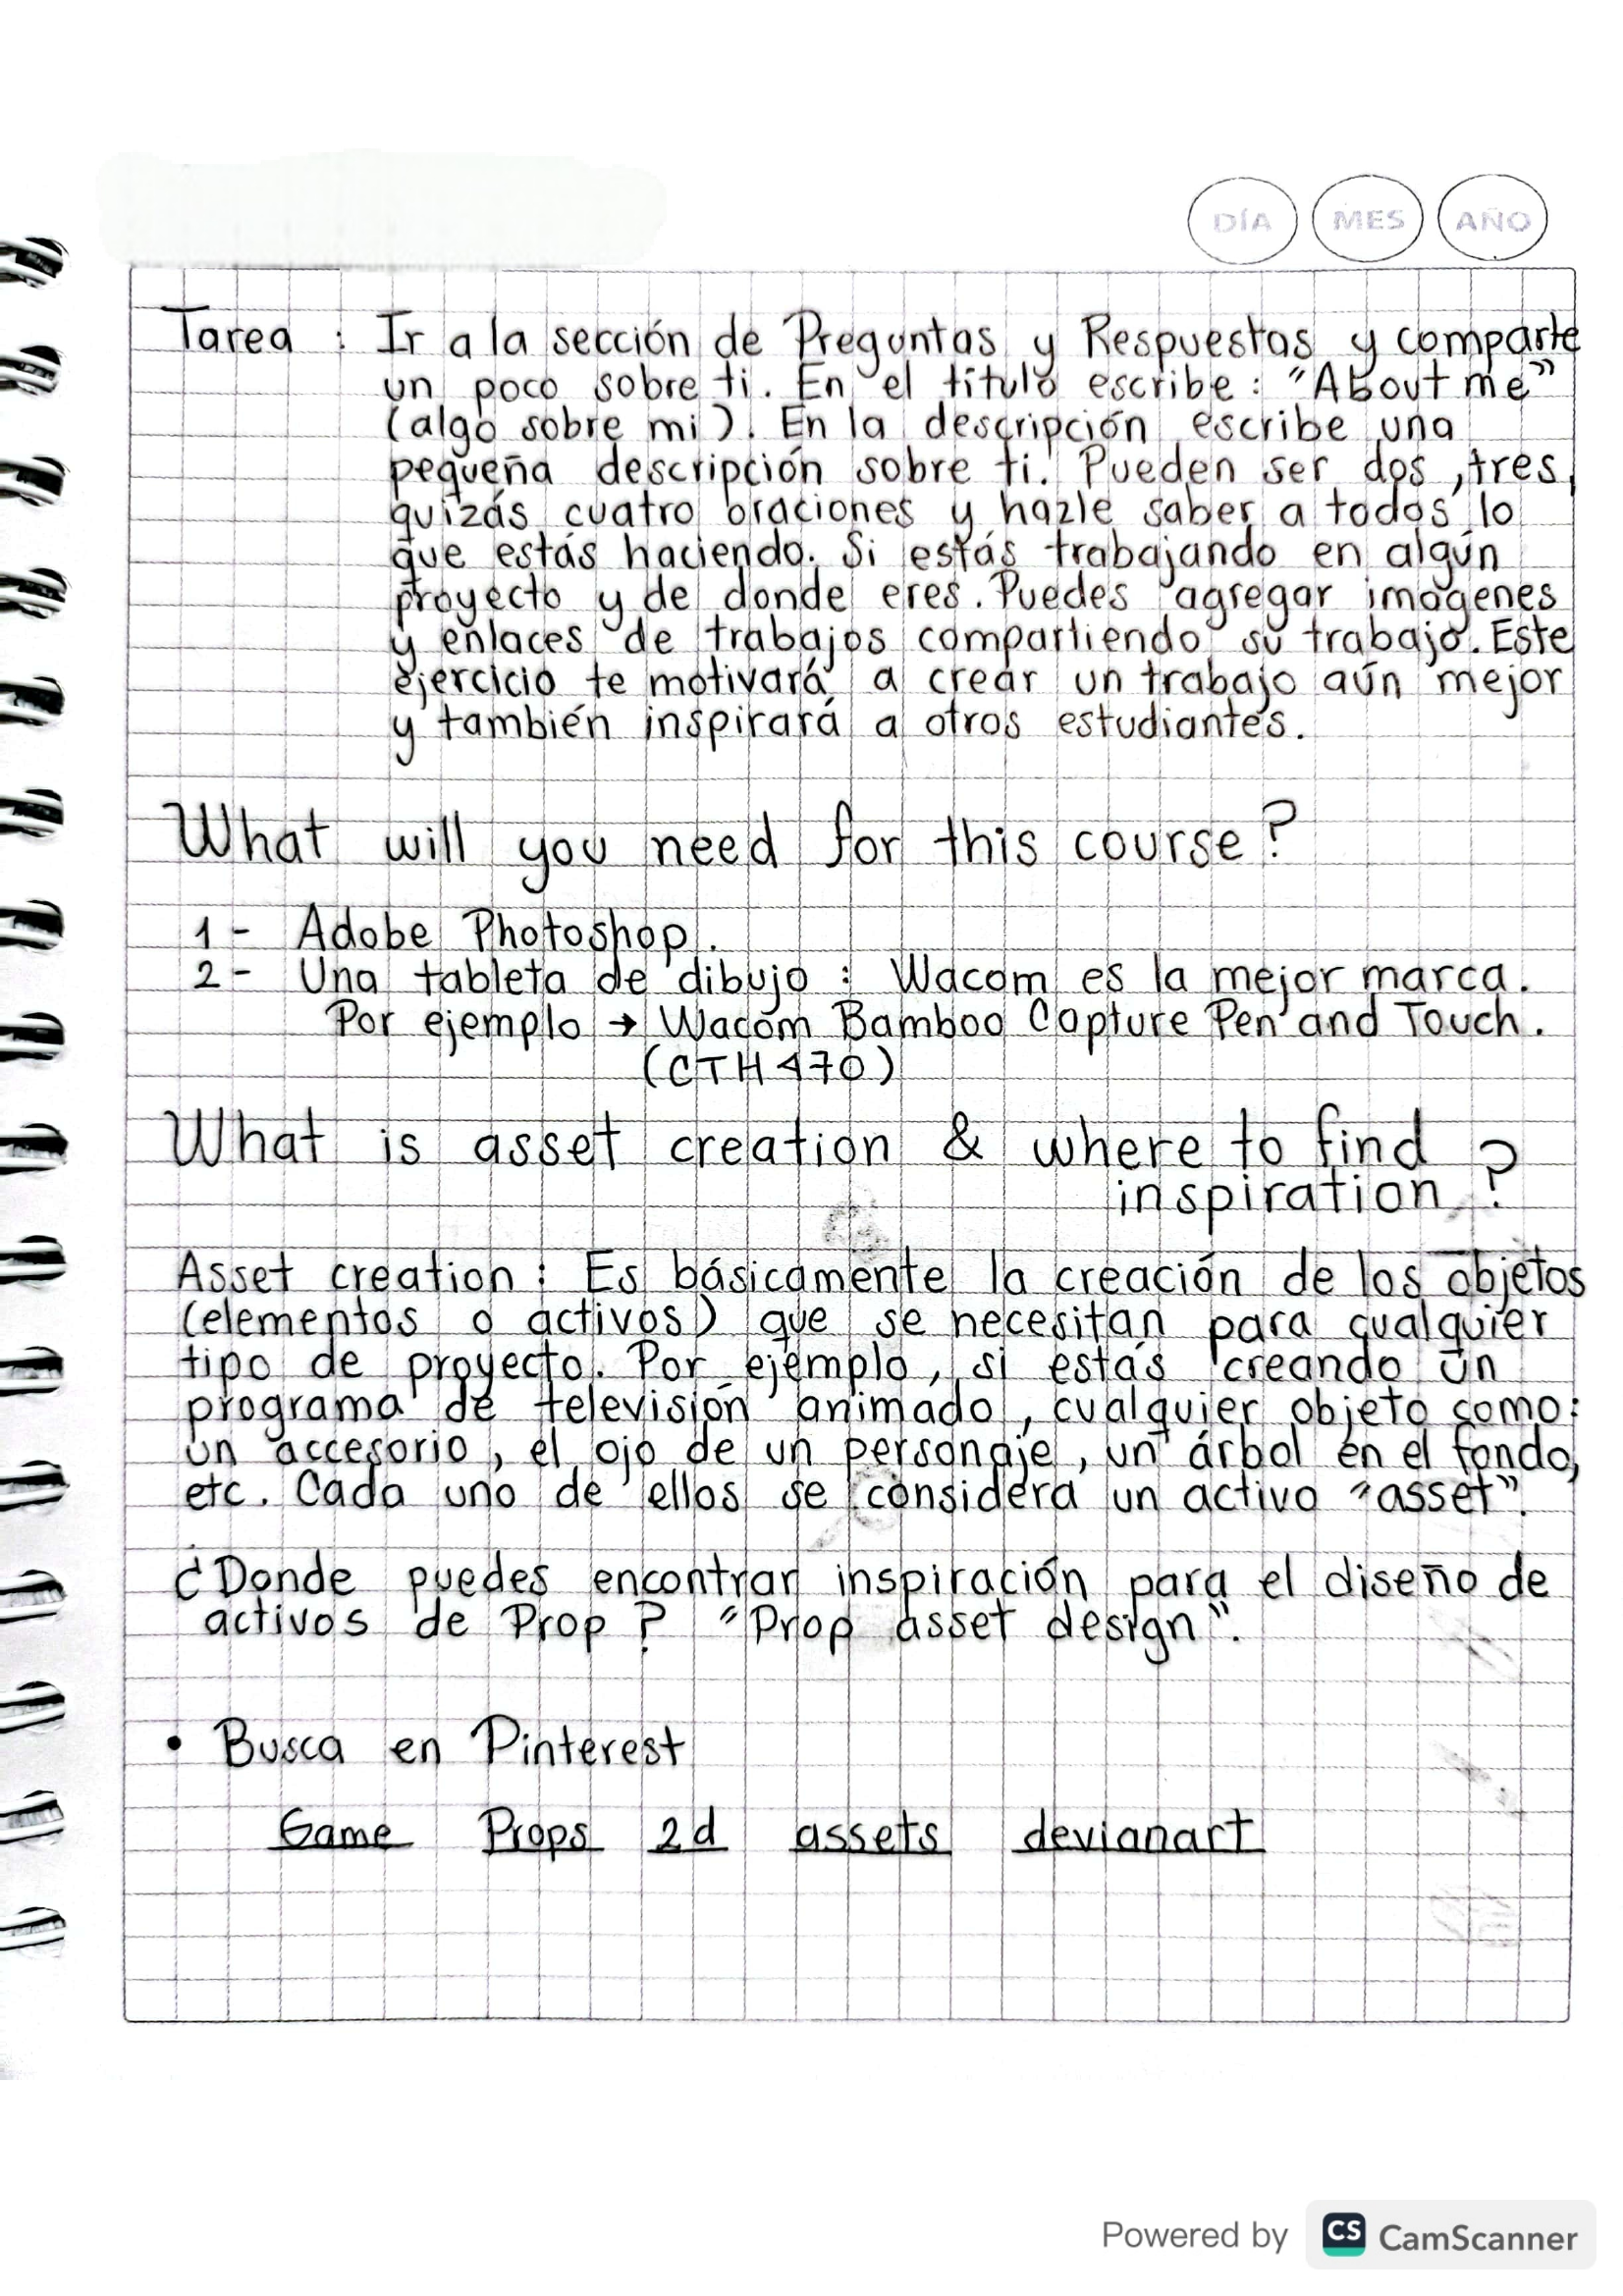 DÍA MES AÑO
Tarea : Ir a la sección de Preguntas y Respuestas y comparte
un poco sobre ti. En el título escribe : "About me"
(algo sobre mi). En la descripción escribe una
pequeña descripción sobre ti. Pueden ser dos, tres,
quizás cuatro oraciones y hazle saber a todos lo
que estás haciendo. Si estás trabajando en algún
proyecto y de donde eres. Puedes agregar imágenes
y enlaces de trabajos compartiendo su trabajo. Este
ejercicio te motivará a crear un trabajo aún mejor
y también inspirará a otros estudiantes.
What will you need for this course?
1 - Adobe Photoshop.
2 - Una tableta de dibujo : Wacom es la mejor marca.
Por ejemplo → Wacom Bamboo Capture Pen and Touch.
(CTH470)
What is asset creation & where to find
inspiration ?
Asset creation : Es básicamente la creación de los objetos
(elementos o activos) que se necesitan para cualquier
tipo de proyecto. Por ejemplo, si estás creando un
programa de televisión animado, cualquier objeto como:
un accesorio, el ojo de un personaje, un árbol en el fondo,
etc. Cada uno de ellos se considera un activo "asset".
¿Donde puedes encontrar inspiración para el diseño de
activos de Prop ? "Prop asset design".
• Busca en Pinterest
Game Props 2d assets devianart
Powered by CS CamScanner